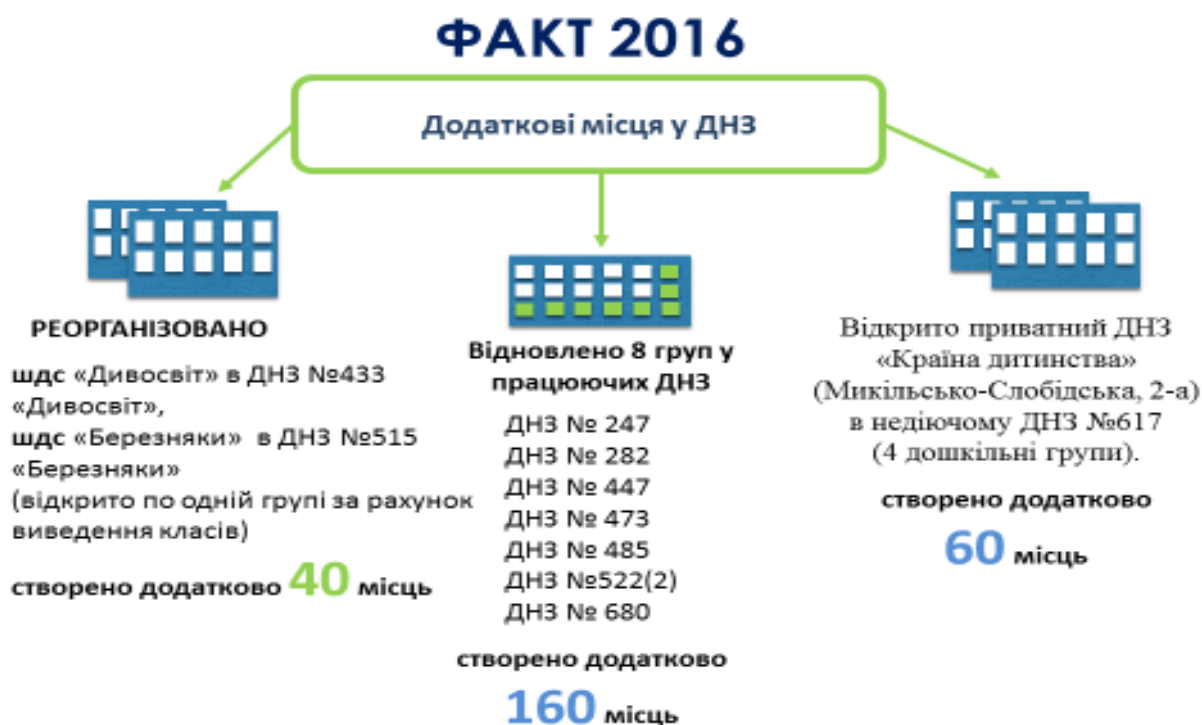 ФАКТ 2016
Додаткові місця у ДНЗ
РЕОРГАНІЗОВАНО
шдс «Дивосвіт» в ДНЗ №433
«Дивосвіт»,
шдс «Березняки» в ДНЗ №515
«Березняки»
(відкрито по одній групі за рахунок
виведення класів)
створено додатково 40 місць
Відновлено 8 груп у
працюючих ДНЗ
ДНЗ № 247
ДНЗ № 282
ДНЗ № 447
ДНЗ № 473
ДНЗ № 485
ДНЗ №522(2)
ДНЗ № 680
створено додатково
160 місць
Відкрито приватний ДНЗ
«Країна дитинства»
(Микільсько-Слобідська, 2-а)
в недіючому ДНЗ №617
(4 дошкільні групи).
створено додатково
60 місць